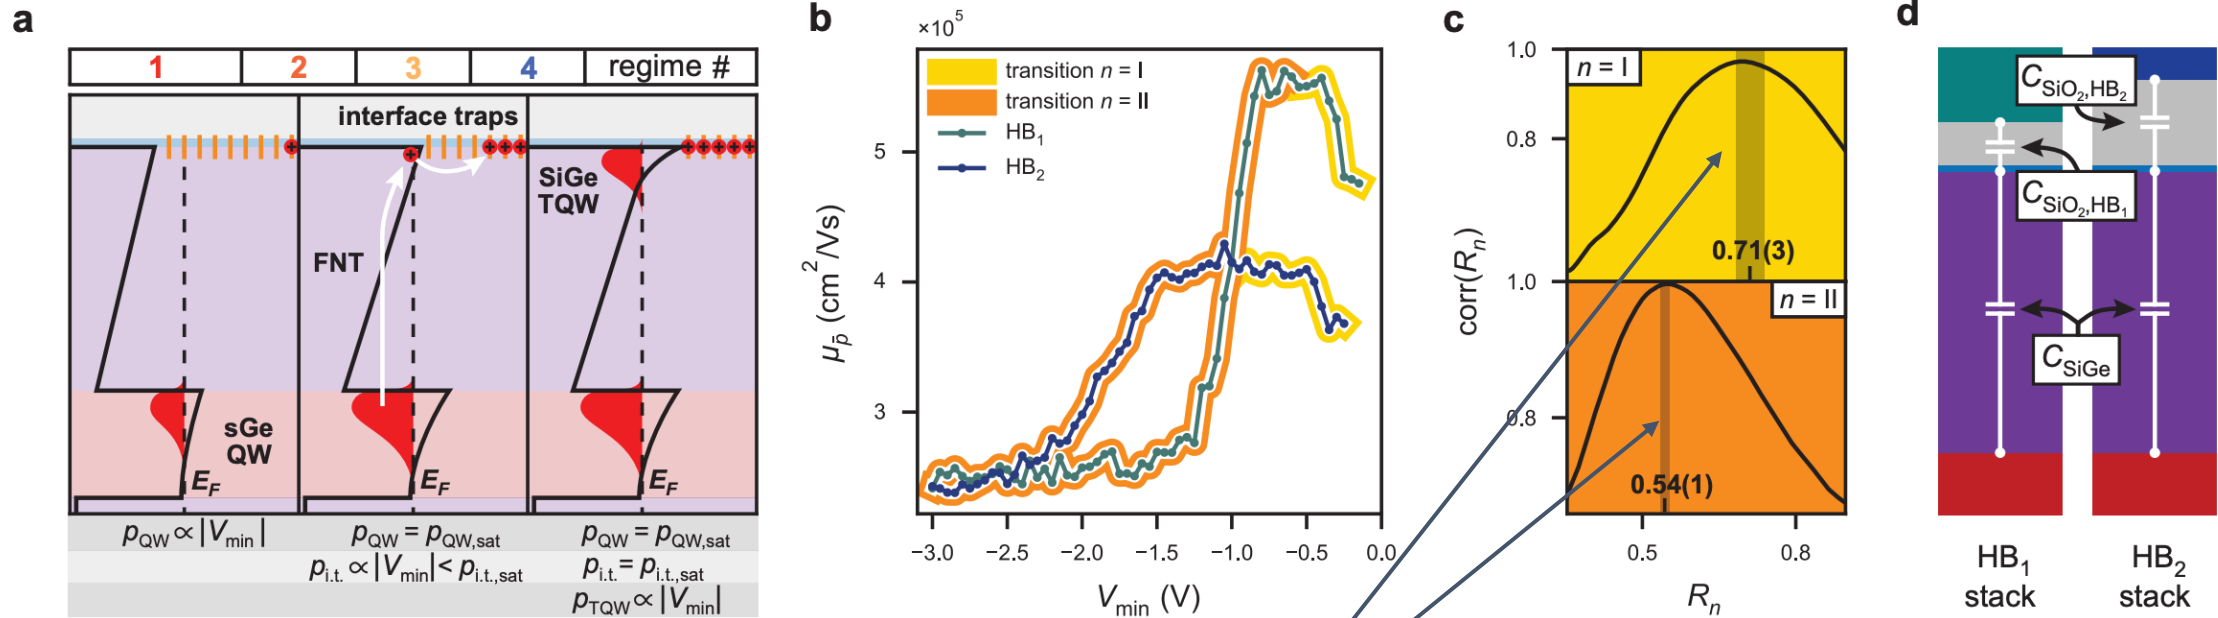 a
1 2 3 4 regime #
interface traps
SiGe
TQW
FNT
sGe
QW
E_F
E_F
E_F
p_QW ∝ |V_min|
p_QW = p_QW,sat
p_QW = p_QW,sat
p_i.t. ∝ |V_min| < p_i.t.,sat
p_i.t. = p_i.t.,sat
p_TQW ∝ |V_min|
b
×10^5
transition n = I
transition n = II
HB_1
HB_2
5
4
3
μ_p̄ (cm^2/Vs)
−3.0 −2.5 −2.0 −1.5 −1.0 −0.5 0.0
V_min (V)
c
1.0
n = I
0.8
0.71(3)
1.0
n = II
0.8
0.54(1)
corr(R_n)
0.5 0.8
R_n
d
C_SiO2,HB2
C_SiO2,HB1
C_SiGe
HB_1
stack
HB_2
stack